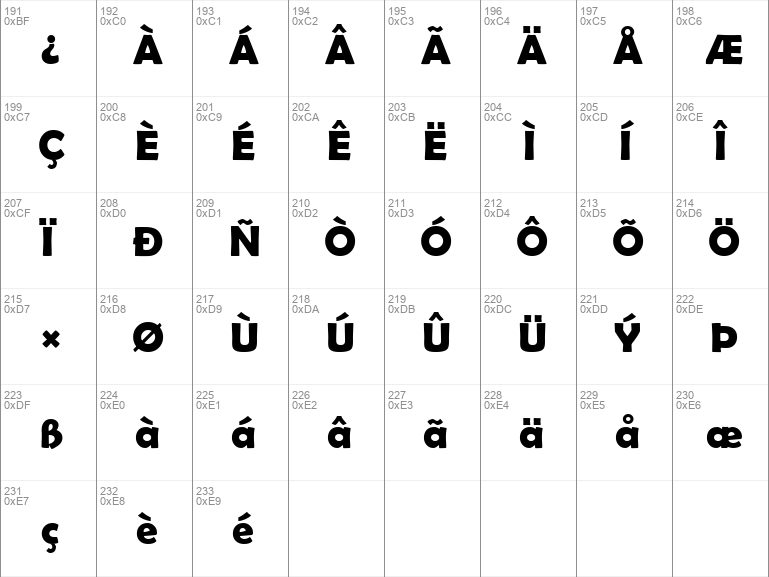 191 192 193 194 195 196 197 198
0xBF 0xC0 0xC1 0xC2 0xC3 0xC4 0xC5 0xC6
¿ À Á Â Ã Ä Å Æ
199 200 201 202 203 204 205 206
0xC7 0xC8 0xC9 0xCA 0xCB 0xCC 0xCD 0xCE
Ç È É Ê Ë Ì Í Î
207 208 209 210 211 212 213 214
0xCF 0xD0 0xD1 0xD2 0xD3 0xD4 0xD5 0xD6
Ï Ð Ñ Ò Ó Ô Õ Ö
215 216 217 218 219 220 221 222
0xD7 0xD8 0xD9 0xDA 0xDB 0xDC 0xDD 0xDE
× Ø Ù Ú Û Ü Ý Þ
223 224 225 226 227 228 229 230
0xDF 0xE0 0xE1 0xE2 0xE3 0xE4 0xE5 0xE6
ß à á â ã ä å æ
231 232 233
0xE7 0xE8 0xE9
ç è é